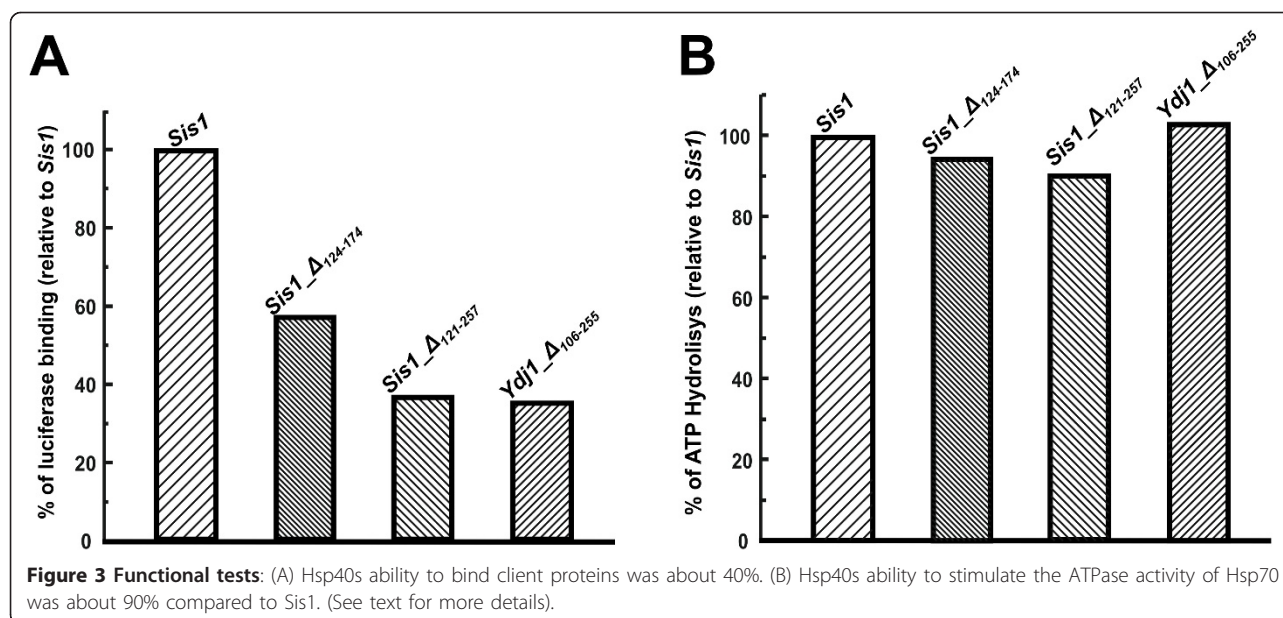 A
% of luciferase binding (relative to Sis1)
100
80
60
40
20
0
Sis1
Sis1_Δ124-174
Sis1_Δ121-257
Ydj1_Δ106-255
B
% of ATP Hydrolisys (relative to Sis1)
100
80
60
40
20
0
Sis1
Sis1_Δ124-174
Sis1_Δ121-257
Ydj1_Δ106-255
Figure 3 Functional tests: (A) Hsp40s ability to bind client proteins was about 40%. (B) Hsp40s ability to stimulate the ATPase activity of Hsp70
was about 90% compared to Sis1. (See text for more details).